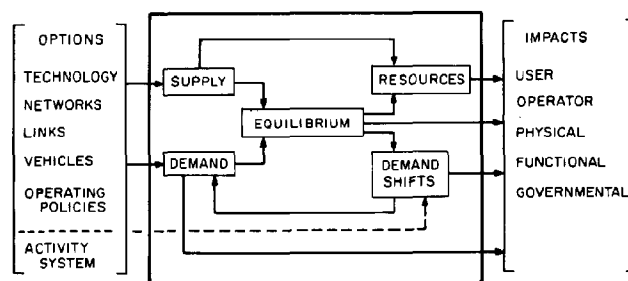 OPTIONS
TECHNOLOGY
NETWORKS
LINKS
VEHICLES
OPERATING
POLICIES
ACTIVITY
SYSTEM
SUPPLY
DEMAND
EQUILIBRIUM
RESOURCES
DEMAND
SHIFTS
IMPACTS
USER
OPERATOR
PHYSICAL
FUNCTIONAL
GOVERNMENTAL